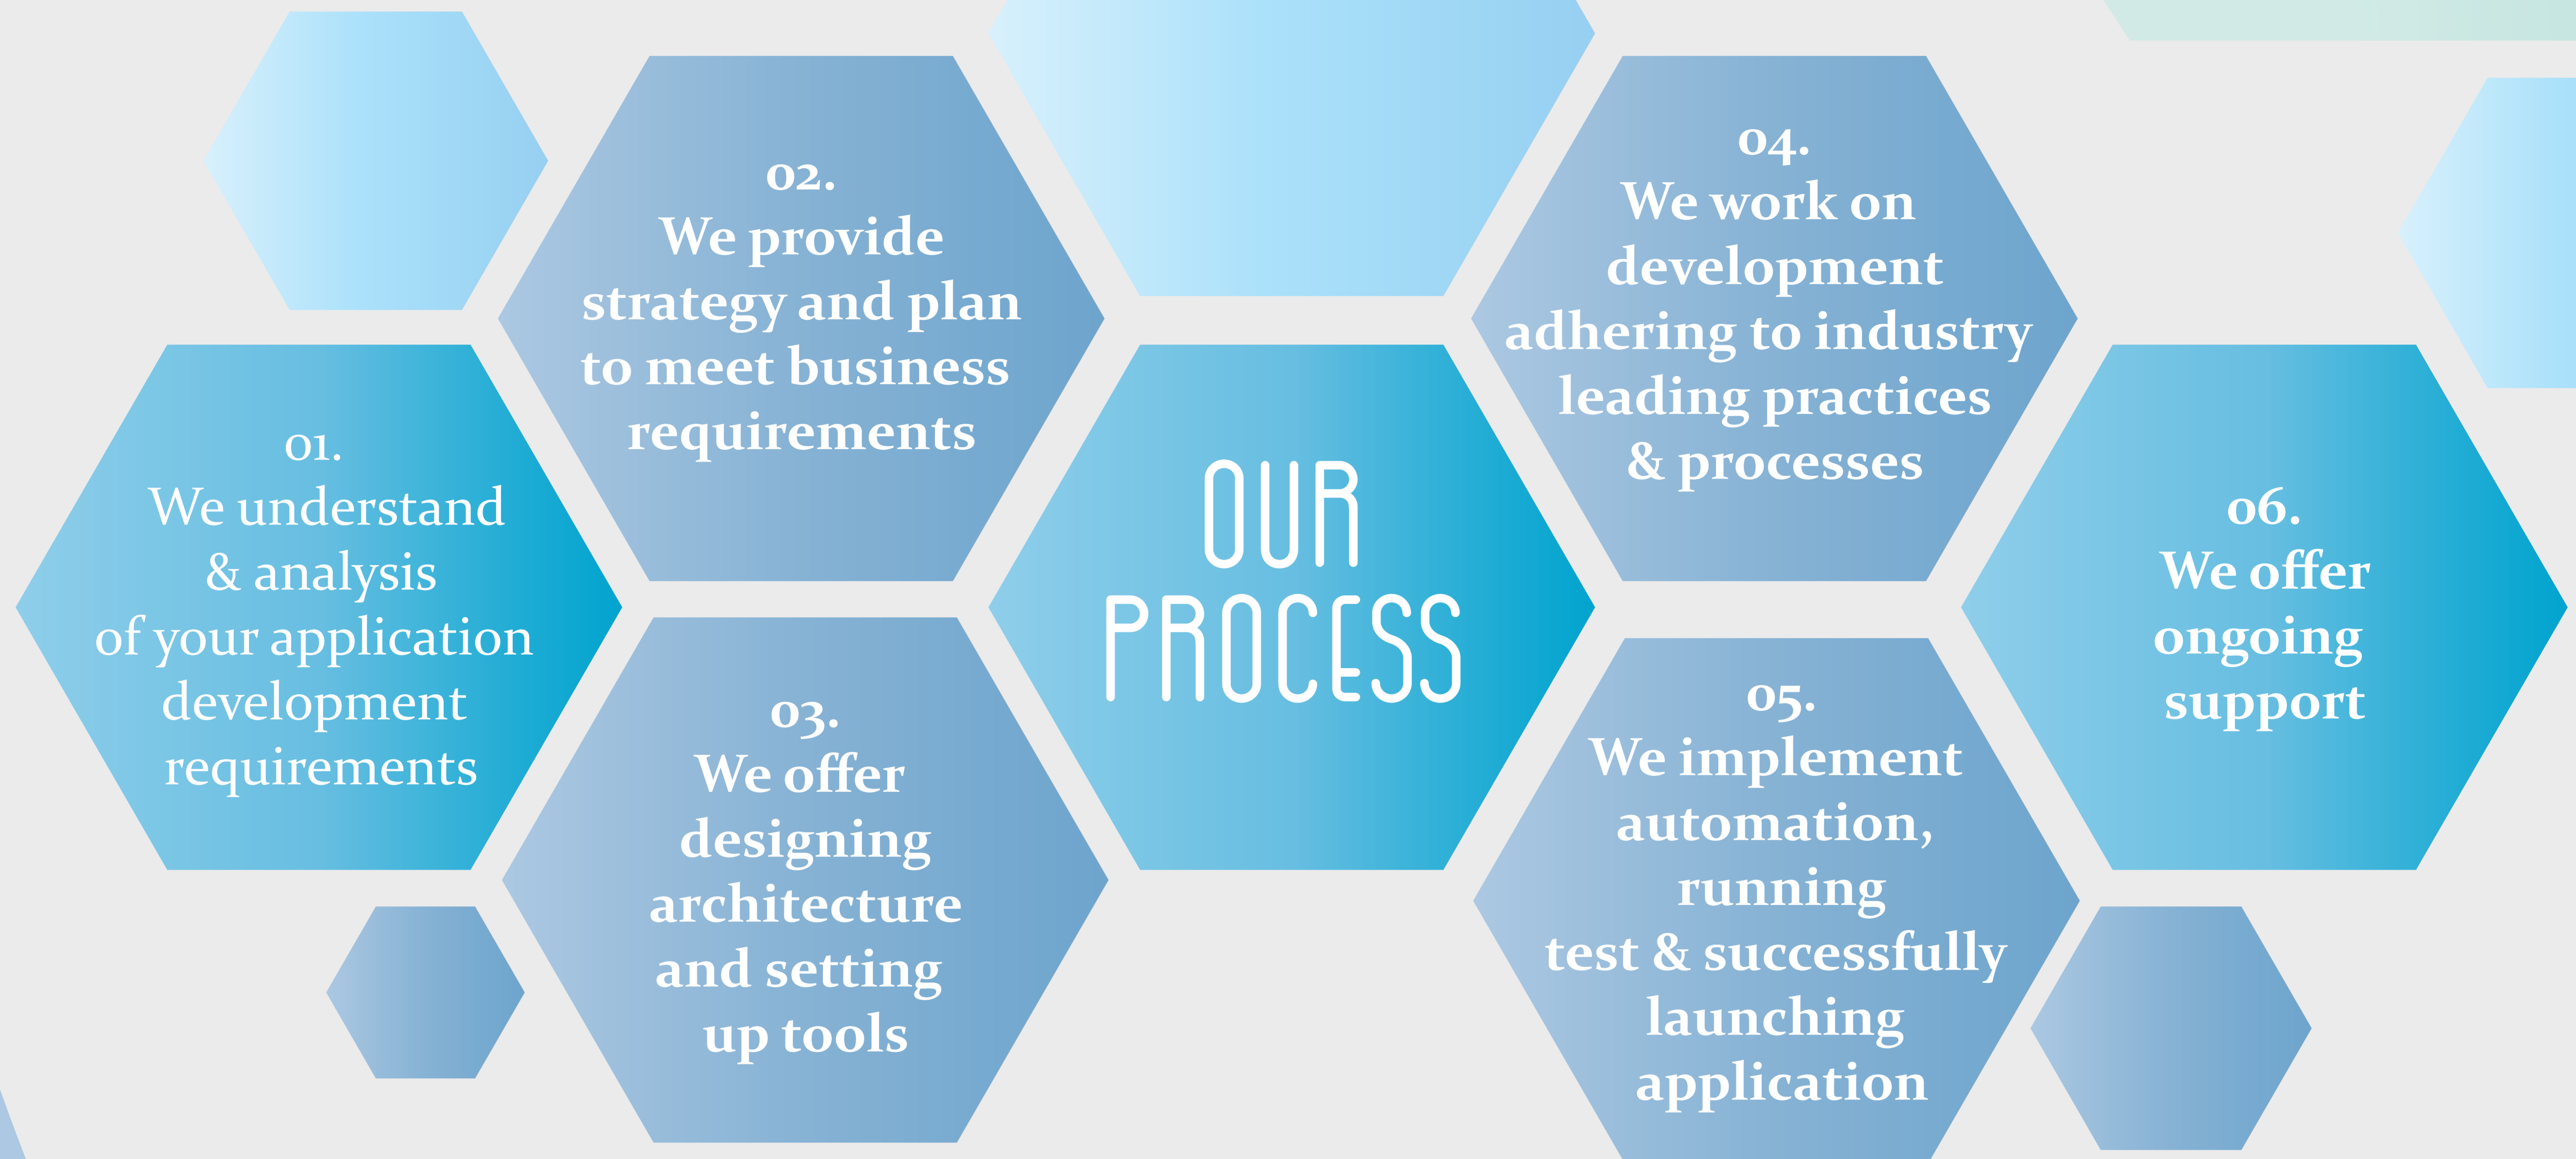 01.
We understand
& analysis
of your application
development
requirements
02.
We provide
strategy and plan
to meet business
requirements
03.
We offer
designing
architecture
and setting
up tools
OUR
PROCESS
04.
We work on
development
adhering to industry
leading practices
& processes
05.
We implement
automation,
running
test & successfully
launching
application
06.
We offer
ongoing
support